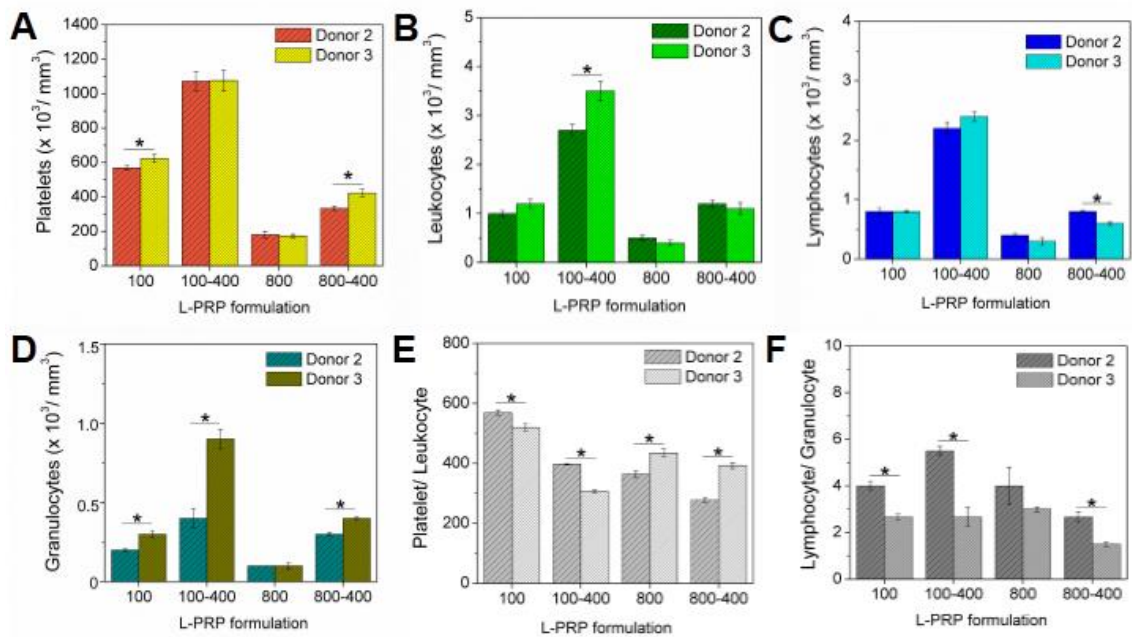 A
Platelets (x 10³/ mm³)
1400
1200
1000
800
600
400
200
0
Donor 2
Donor 3
*
*
100
100-400
800
800-400
L-PRP formulation
B
Leukocytes (x 10³/ mm³)
5
4
3
2
1
0
Donor 2
Donor 3
*
100
100-400
800
800-400
L-PRP formulation
C
Lymphocytes (x 10³/ mm³)
4
2
0
Donor 2
Donor 3
*
100
100-400
800
800-400
L-PRP formulation
D
Granulocytes (x 10³/ mm³)
1.5
1.0
0.5
0
Donor 2
Donor 3
*
*
*
100
100-400
800
800-400
L-PRP formulation
E
Platelet/ Leukocyte
800
600
400
200
0
Donor 2
Donor 3
*
*
*
*
100
100-400
800
800-400
L-PRP formulation
F
Lymphocyte/ Granulocyte
10
8
6
4
2
0
Donor 2
Donor 3
*
*
*
100
100-400
800
800-400
L-PRP formulation